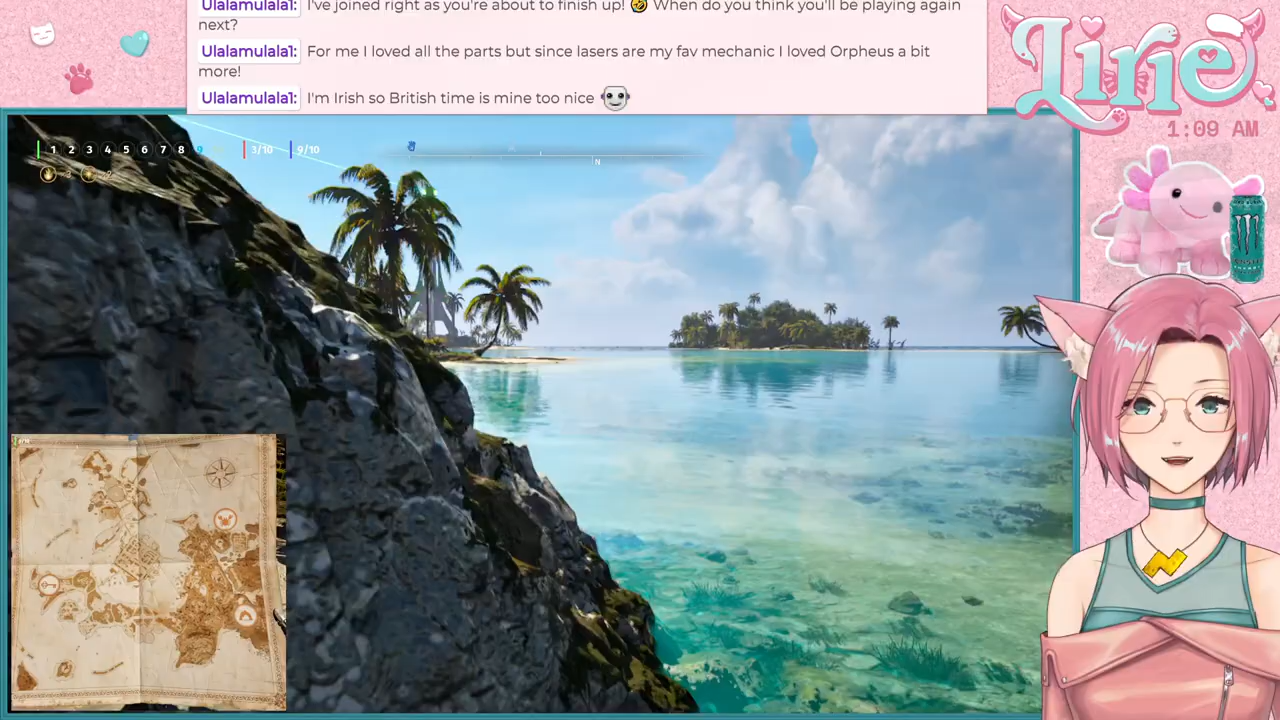 Ulalamulala1: I've joined right as you're about to finish up! 🤣 When do you think you'll be playing again
next?
Ulalamulala1: For me I loved all the parts but since lasers are my fav mechanic I loved Orpheus a bit
more!
Ulalamulala1: I'm Irish so British time is mine too nice
Lirie
1:09 AM
1 2 3 4 5 6 7 8 9 3/10 9/10
N